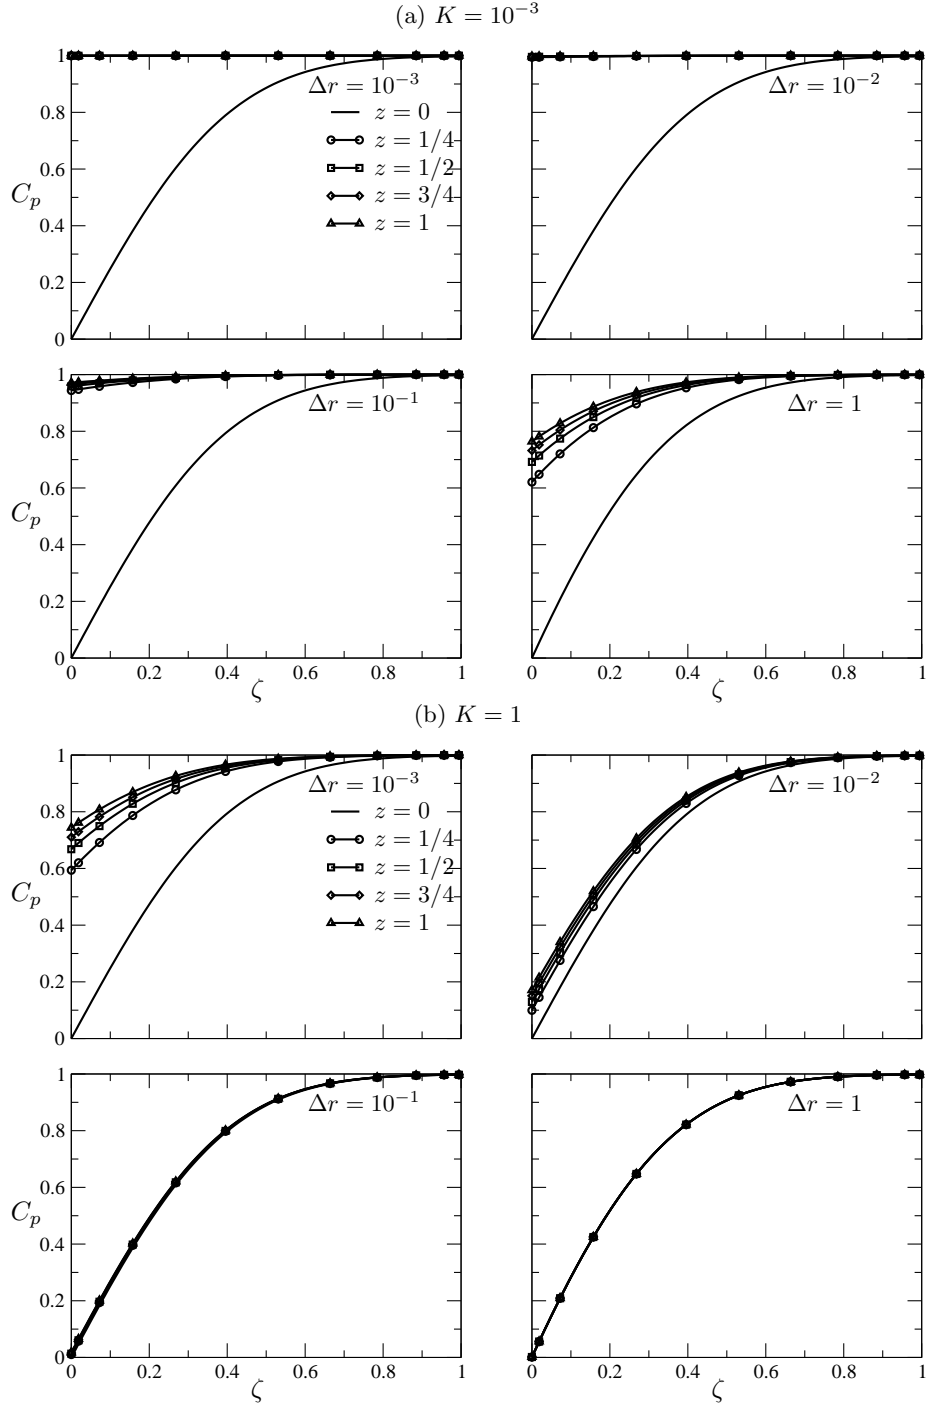 (a) K = 10⁻³
1
0.8
0.6
0.4
0.2
0
C_p
Δr = 10⁻³
z = 0
z = 1/4
z = 1/2
z = 3/4
z = 1
Δr = 10⁻²
1
0.8
0.6
0.4
0.2
0
C_p
Δr = 10⁻¹
0 0.2 0.4 0.6 0.8 1
ζ
Δr = 1
0 0.2 0.4 0.6 0.8 1
ζ
(b) K = 1
1
0.8
0.6
0.4
0.2
0
C_p
Δr = 10⁻³
z = 0
z = 1/4
z = 1/2
z = 3/4
z = 1
Δr = 10⁻²
1
0.8
0.6
0.4
0.2
0
C_p
Δr = 10⁻¹
0 0.2 0.4 0.6 0.8 1
ζ
Δr = 1
0 0.2 0.4 0.6 0.8 1
ζ